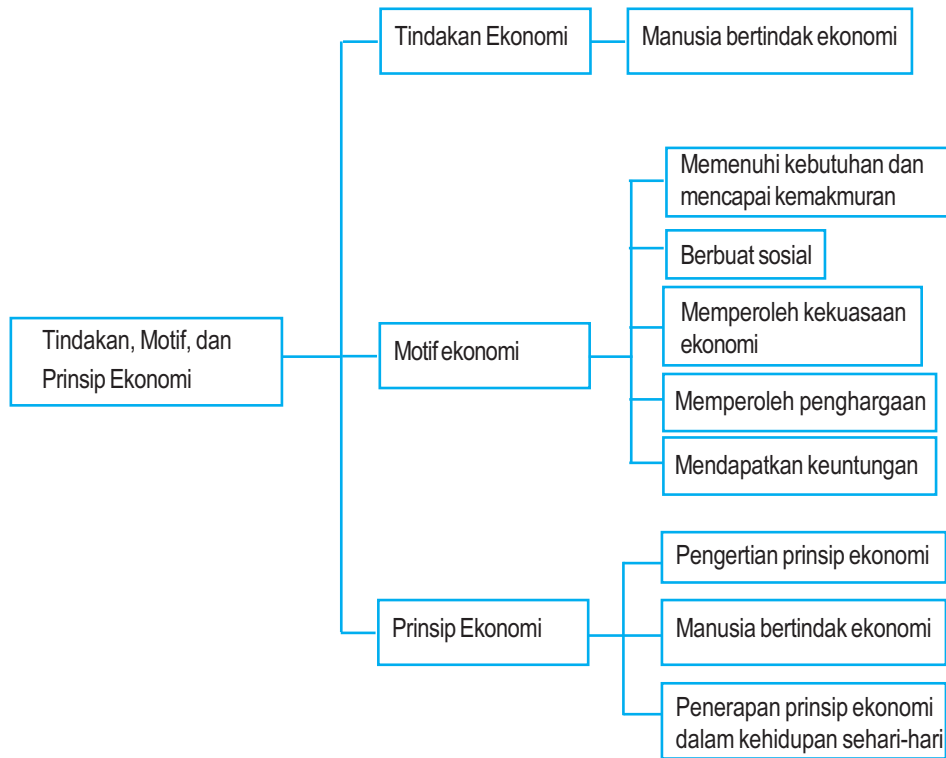 Tindakan Ekonomi
Manusia bertindak ekonomi
Memenuhi kebutuhan dan
mencapai kemakmuran
Berbuat sosial
Tindakan, Motif, dan
Prinsip Ekonomi
Motif ekonomi
Memperoleh kekuasaan
ekonomi
Memperoleh penghargaan
Mendapatkan keuntungan
Prinsip Ekonomi
Pengertian prinsip ekonomi
Manusia bertindak ekonomi
Penerapan prinsip ekonomi
dalam kehidupan sehari-hari